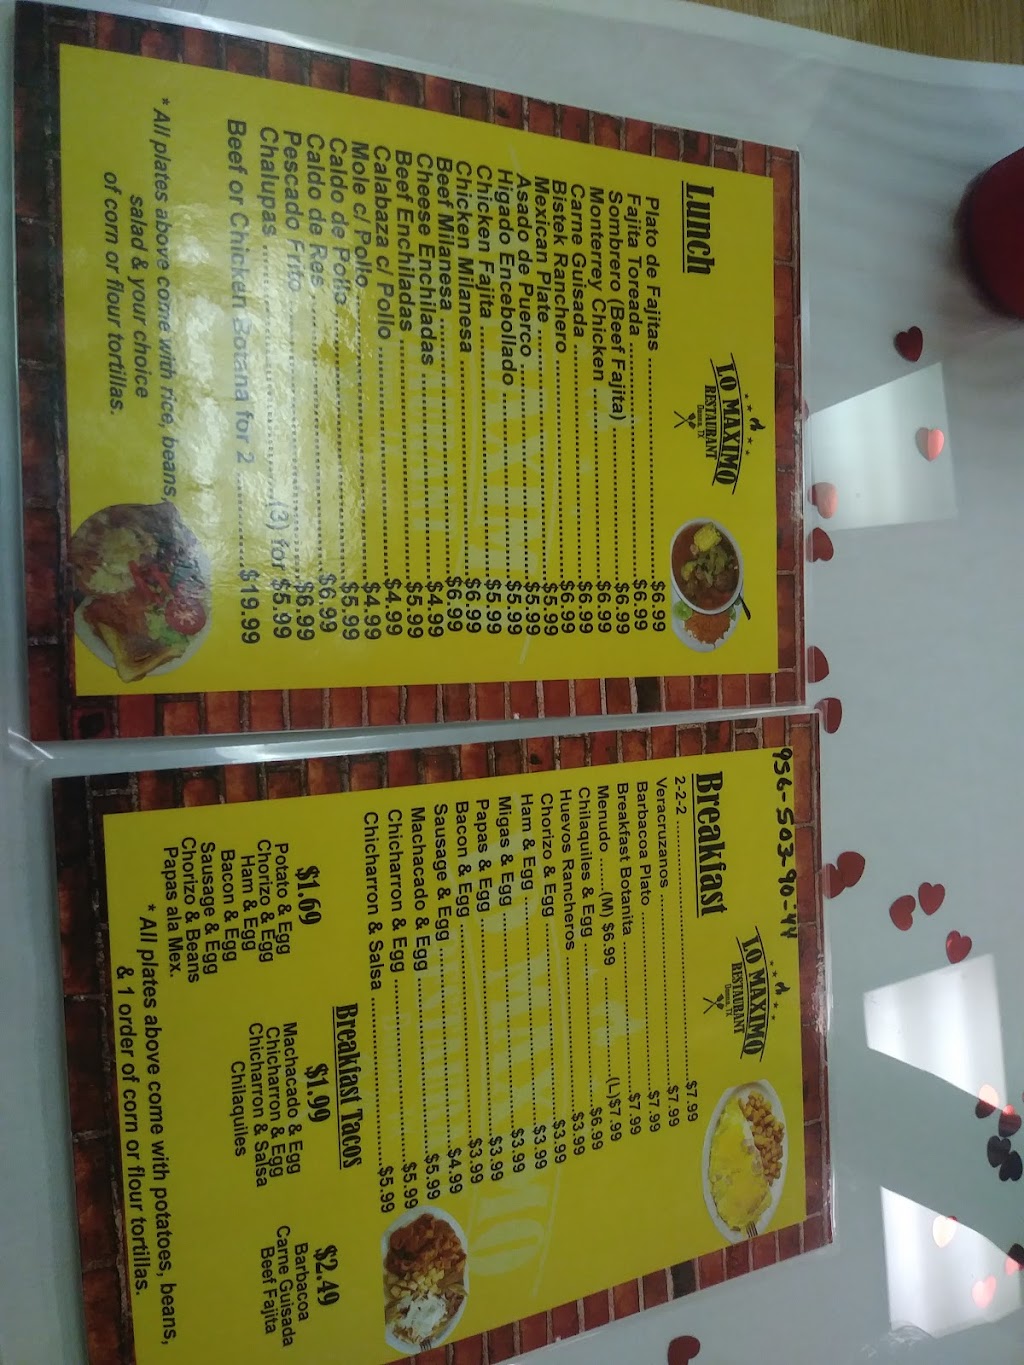 Lunch
LO MAXIMO
RESTAURANT
Donna, TX
Plato de Fajitas ........ $6.99
Fajita Toreada ........ $6.99
Sombrero (Beef Fajita) ........ $6.99
Monterrey Chicken ........ $6.99
Carne Guisada ........ $6.99
Bistek Ranchero ........ $6.99
Mexican Plate ........ $5.99
Asado de Puerco ........ $5.99
Higado Encebollado ........ $5.99
Chicken Fajita ........ $5.99
Chicken Milanesa ........ $6.99
Beef Milanesa ........ $6.99
Cheese Enchiladas ........ $4.99
Beef Enchiladas ........ $5.99
Calabaza c/ Pollo ........ $4.99
Mole c/ Pollo ........ $4.99
Caldo de Pollo ........ $5.99
Caldo de Res ........ $6.99
Pescado Frito ........ $6.99
Chalupas ........ (3) for $5.99
Beef or Chicken Botana for 2 ........ $19.99
* All plates above come with rice, beans,
salad & your choice
of corn or flour tortillas.
956-503-90-44
Breakfast
LO MAXIMO
RESTAURANT
Donna, TX
2-2-2 ........ $7.99
Veracruzanos ........ $7.99
Barbacoa Plato ........ $7.99
Breakfast Botanita ........ $7.99
Menudo ......(M) $6.99 ........(L)$7.99
Chilaquiles & Egg ........ $6.99
Huevos Rancheros ........ $3.99
Chorizo & Egg ........ $3.99
Ham & Egg ........ $3.99
Migas & Egg ........ $3.99
Papas & Egg ........ $3.99
Bacon & Egg ........ $3.99
Sausage & Egg ........ $4.99
Machacado & Egg ........ $5.99
Chicharron & Egg ........ $5.99
Chicharron & Salsa ........ $5.99
Breakfast Tacos
$1.69
Potato & Egg
Chorizo & Egg
Ham & Egg
Bacon & Egg
Sausage & Egg
Chorizo & Beans
Papas ala Mex.
$1.99
Machacado & Egg
Chicharron & Egg
Chicharron & Salsa
Chilaquiles
$2.49
Barbacoa
Carne Guisada
Beef Fajita
* All plates above come with potatoes, beans,
& 1 order of corn or flour tortillas.